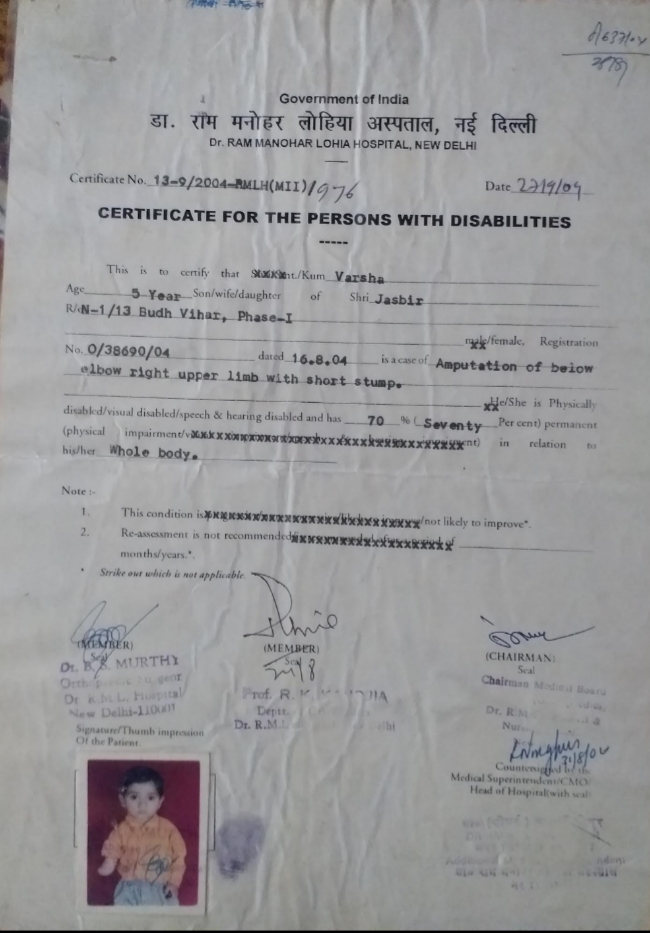 Government of India
डा. राम मनोहर लोहिया अस्पताल, नई दिल्ली
Dr. RAM MANOHAR LOHIA HOSPITAL, NEW DELHI
Certificate No. 13-9/2004-RMLH(MII)/976 Date 27/9/04
CERTIFICATE FOR THE PERSONS WITH DISABILITIES
-----
This is to certify that /Kum Varsha
Age 5 Year Son/wife/daughter of Shri Jasbir
R/o N-1/13 Budh Vihar, Phase-I
male/female, Registration
No. O/38690/04 dated 16.8.04 is a case of Amputation of below
elbow right upper limb with short stump.
He/She is Physically
disabled/visual disabled/speech & hearing disabled and has 70 % (Seventy Per cent) permanent
(physical impairment/ in relation to
his/her Whole body.
Note :-
1. This condition is /not likely to improve*.
2. Re-assessment is not recommended
months/years.*.
* Strike out which is not applicable.
(MEMBER)
Seal
Dr. MURTHY
Orthopaedic Surgeon
Dr R.M.L. Hospital
New Delhi-110001
(MEMBER)
Seal
Prof. R.
Deptt.
Dr. R.M.L. Delhi
(CHAIRMAN)
Seal
Chairman Medical Board
Dr. R.M.
Signature/Thumb impression
Of the Patient.
Countersigned by the
Medical Superintendent/CMO/
Head of Hospital(with seal)